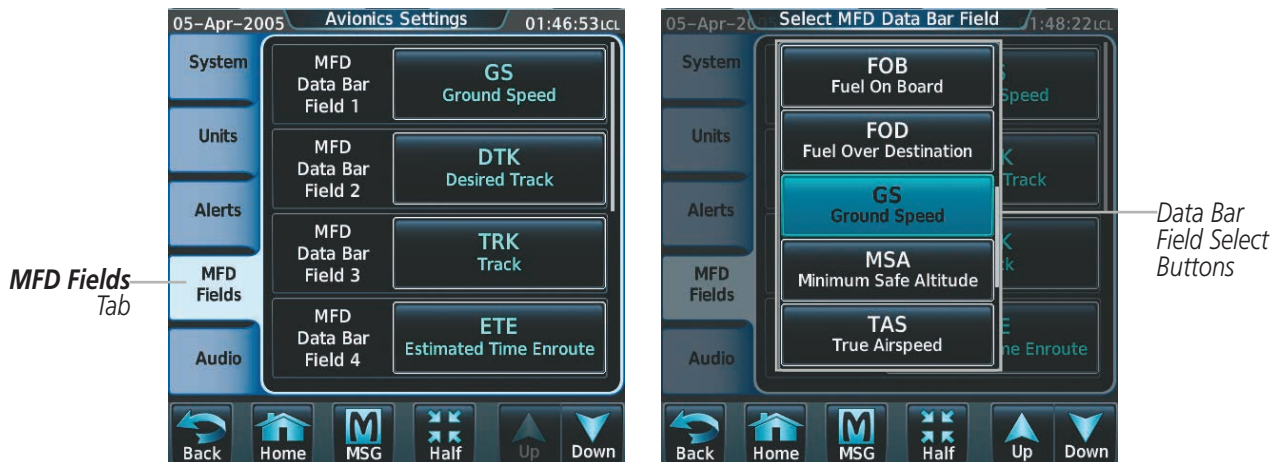 05-Apr-2005 Avionics Settings 01:46:53LCL
System
Units
Alerts
MFD
Fields
Audio
MFD
Data Bar
Field 1
GS
Ground Speed
MFD
Data Bar
Field 2
DTK
Desired Track
MFD
Data Bar
Field 3
TRK
Track
MFD
Data Bar
Field 4
ETE
Estimated Time Enroute
Back Home MSG Half Up Down
MFD Fields
Tab
05-Apr-20 Select MFD Data Bar Field 1:48:22LCL
System
Units
Alerts
MFD
Fields
Audio
FOB
Fuel On Board
FOD
Fuel Over Destination
GS
Ground Speed
MSA
Minimum Safe Altitude
TAS
True Airspeed
Speed
K
Track
K
k
E
me Enroute
Back Home MSG Half Up Down
Data Bar
Field Select
Buttons